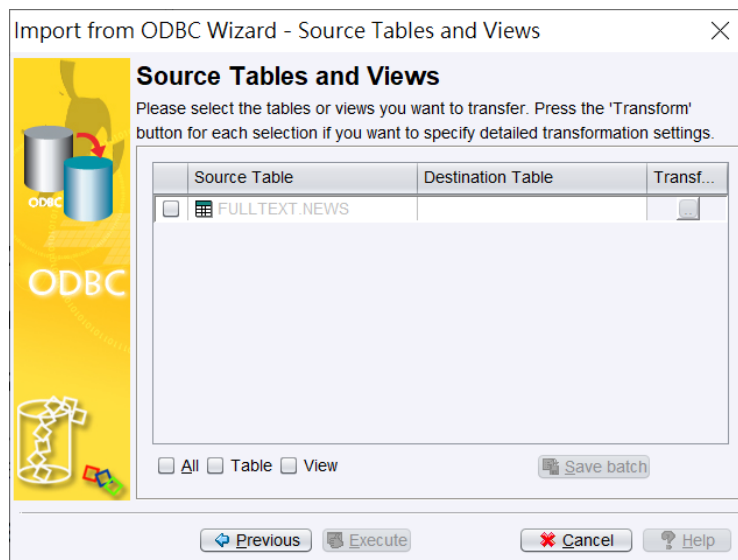 Import from ODBC Wizard - Source Tables and Views
Source Tables and Views
Please select the tables or views you want to transfer. Press the 'Transform'
button for each selection if you want to specify detailed transformation settings.
Source Table Destination Table Transf...
FULLTEXT.NEWS ...
ODBC
ODBC
All Table View Save batch
Previous Execute Cancel Help